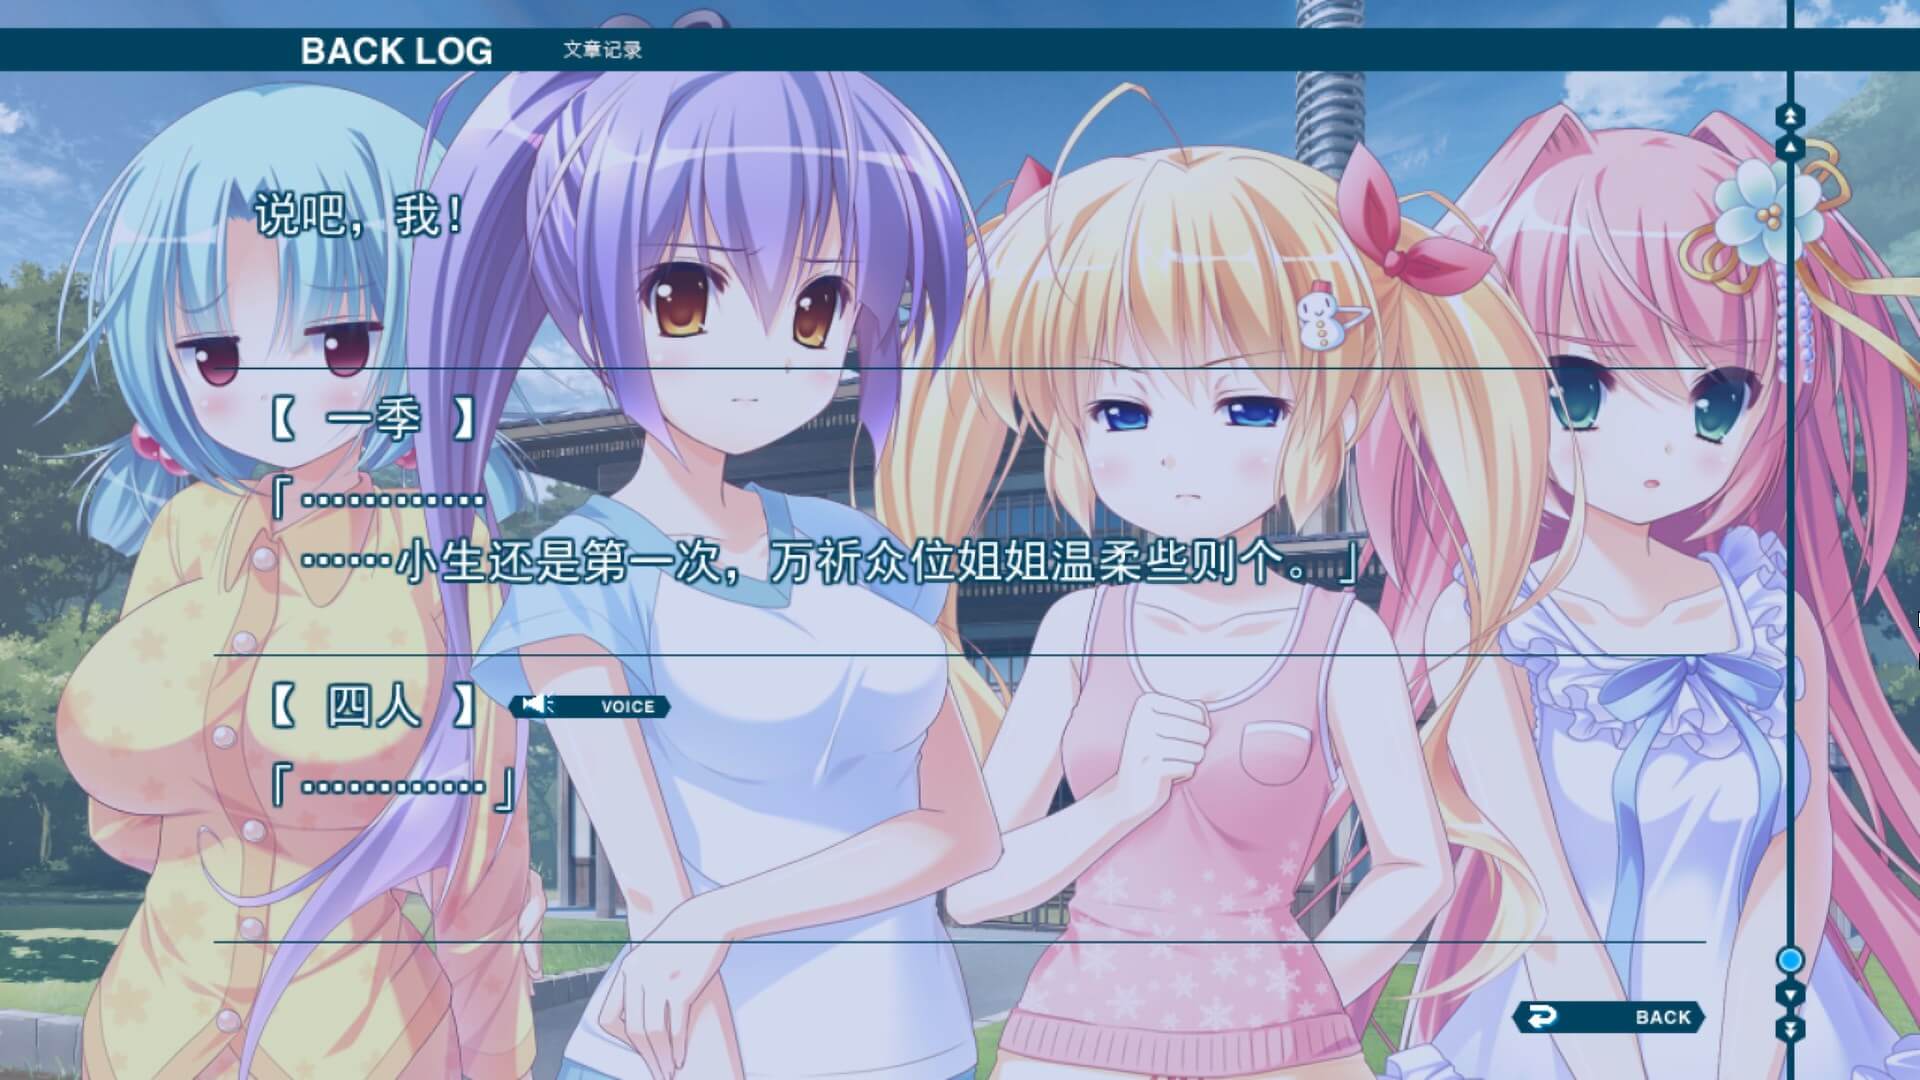 BACK LOG 文章记录
说吧，我！
【 一季 】
「…………
……小生还是第一次，万祈众位姐姐温柔些则个。」
【 四人 】 VOICE
「…………」
BACK